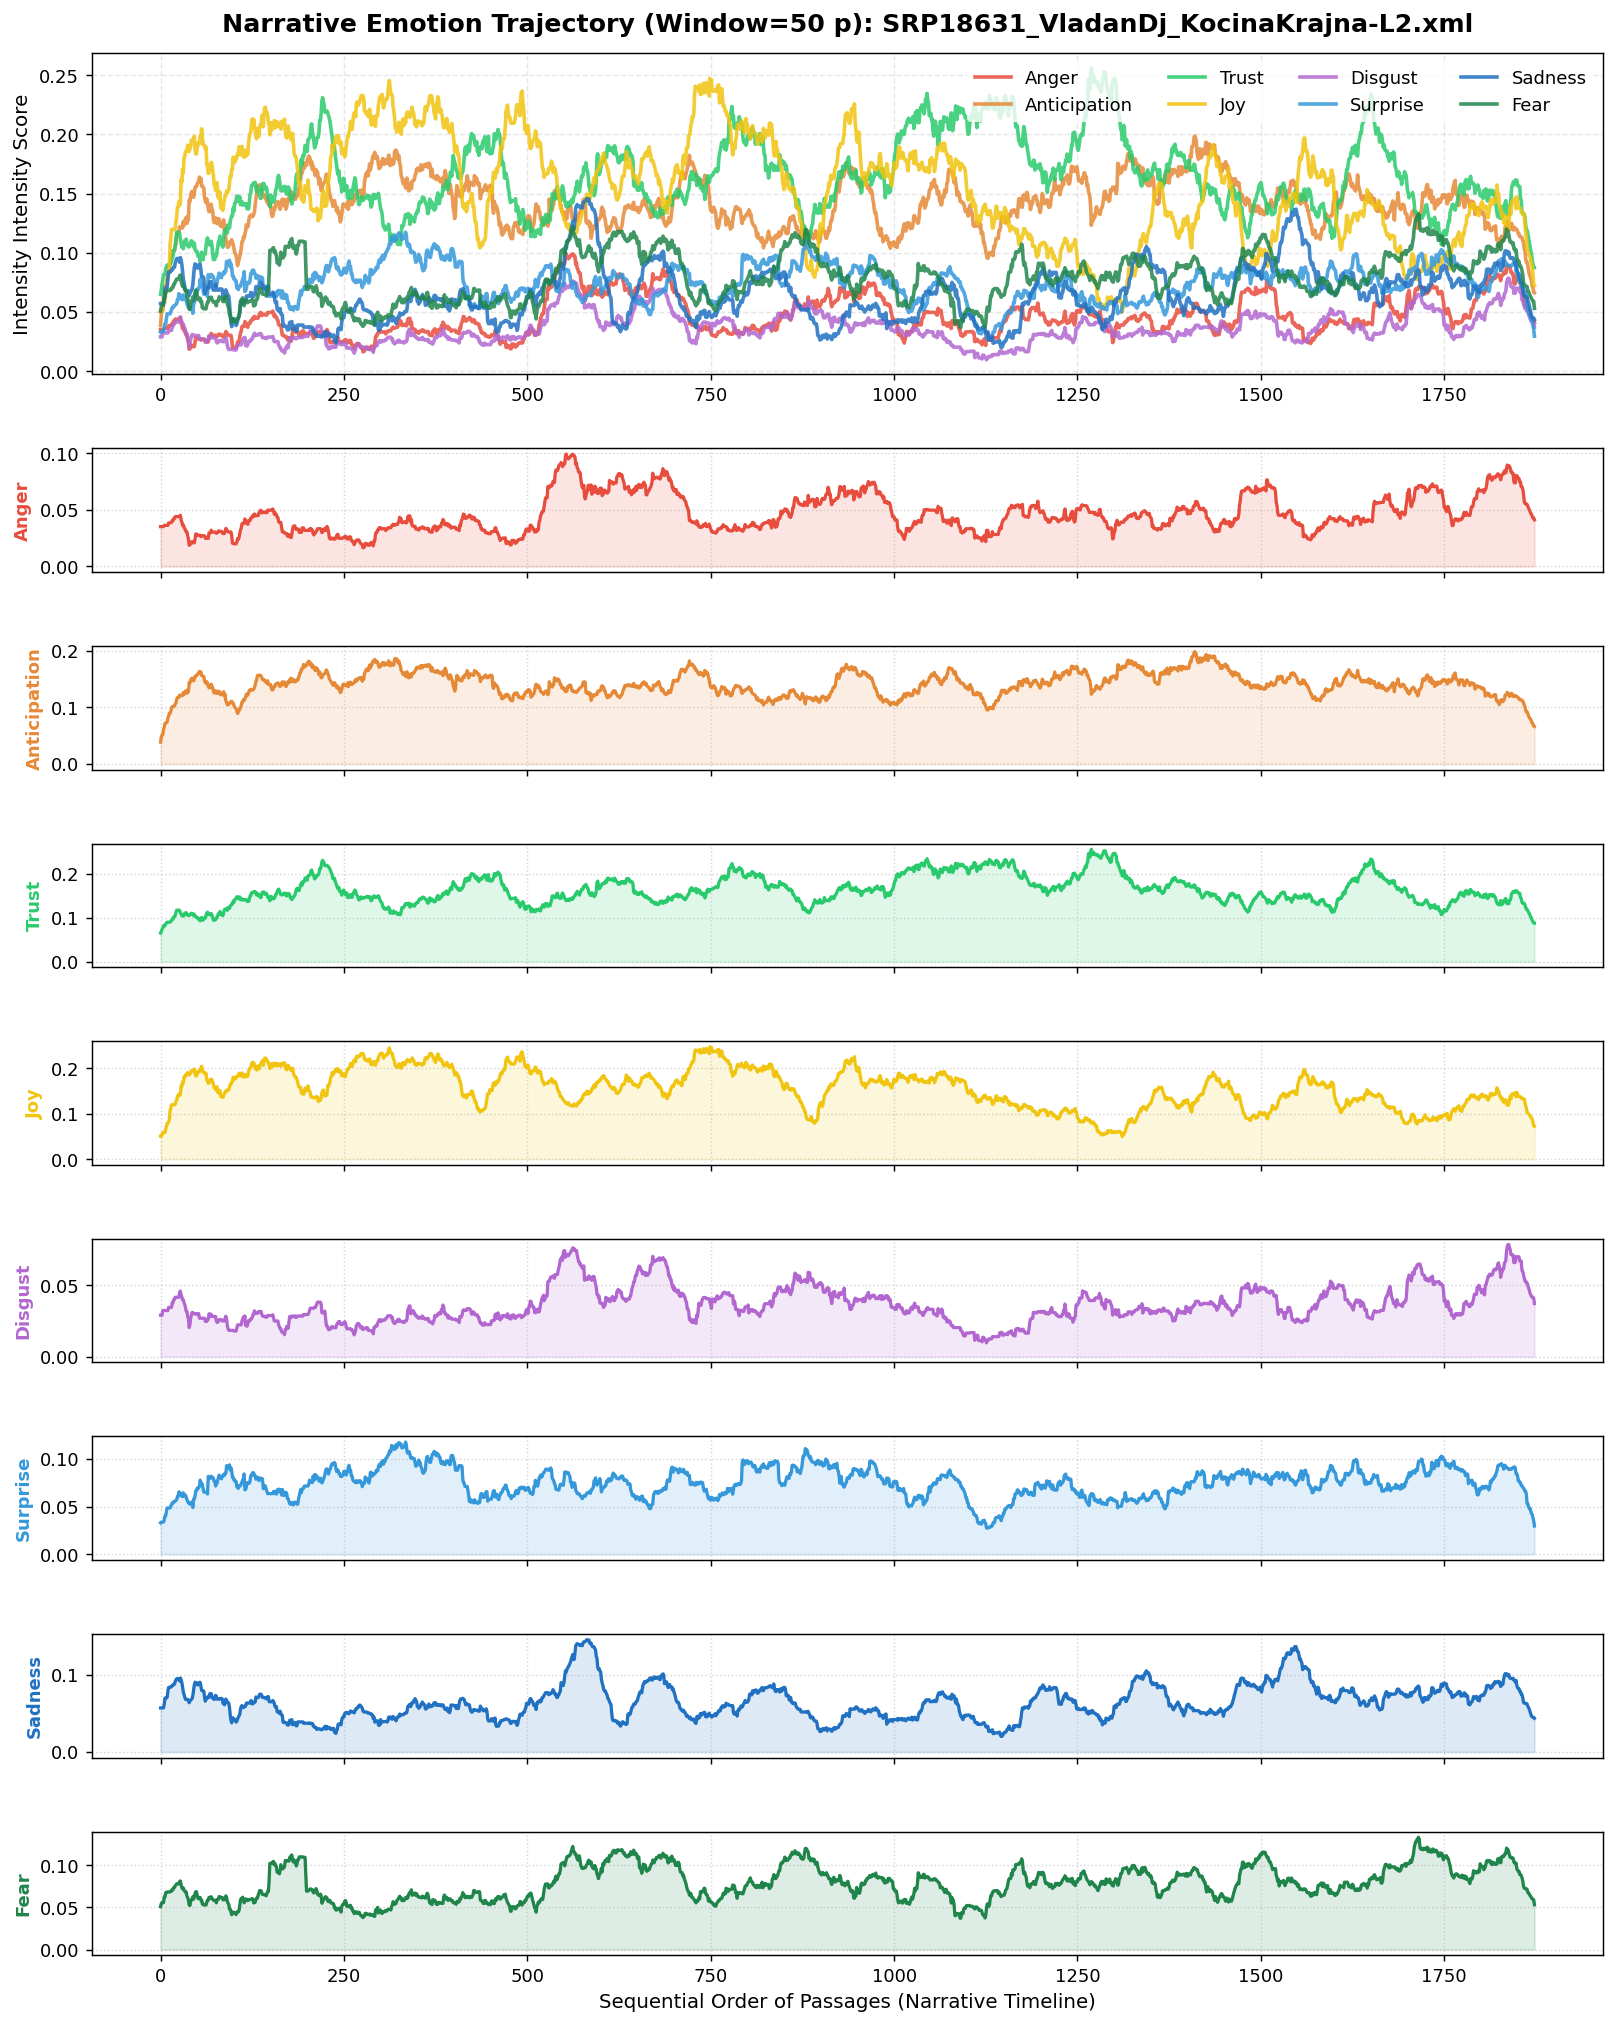 Narrative Emotion Trajectory (Window=50 p): SRP18631_VladanDj_KocinaKrajna-L2.xml
Intensity Intensity Score
0.25
0.20
0.15
0.10
0.05
0.00
Anger
Anticipation
Trust
Joy
Disgust
Surprise
Sadness
Fear
0 250 500 750 1000 1250 1500 1750
Anger
0.10
0.05
0.00
Anticipation
0.2
0.1
0.0
Trust
0.2
0.1
0.0
Joy
0.2
0.1
0.0
Disgust
0.05
0.00
Surprise
0.10
0.05
0.00
Sadness
0.1
0.0
Fear
0.10
0.05
0.00
0 250 500 750 1000 1250 1500 1750
Sequential Order of Passages (Narrative Timeline)